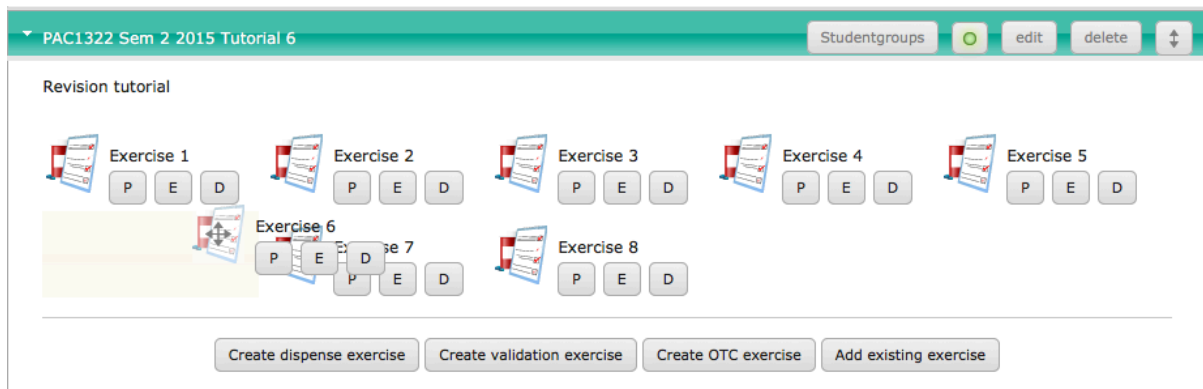 PAC1322 Sem 2 2015 Tutorial 6 Studentgroups edit delete
Revision tutorial
Exercise 1 Exercise 2 Exercise 3 Exercise 4 Exercise 5
P E D P E D P E D P E D P E D
Exercise 6
P E D
Exercise 7 Exercise 8
P E D P E D
Create dispense exercise Create validation exercise Create OTC exercise Add existing exercise